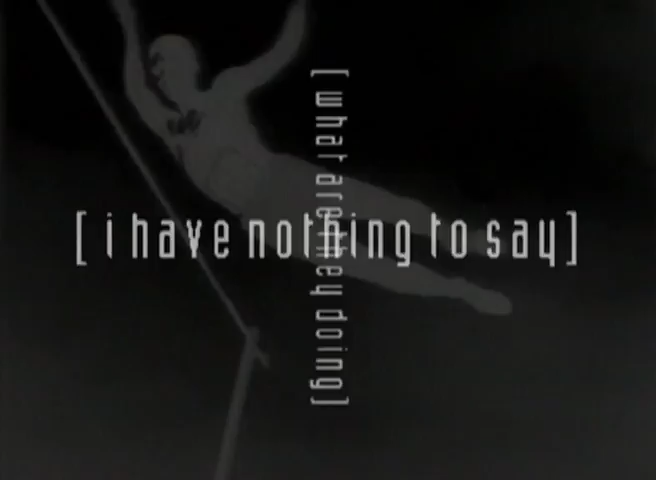 [ what are they doing]
[ i have nothing to say]